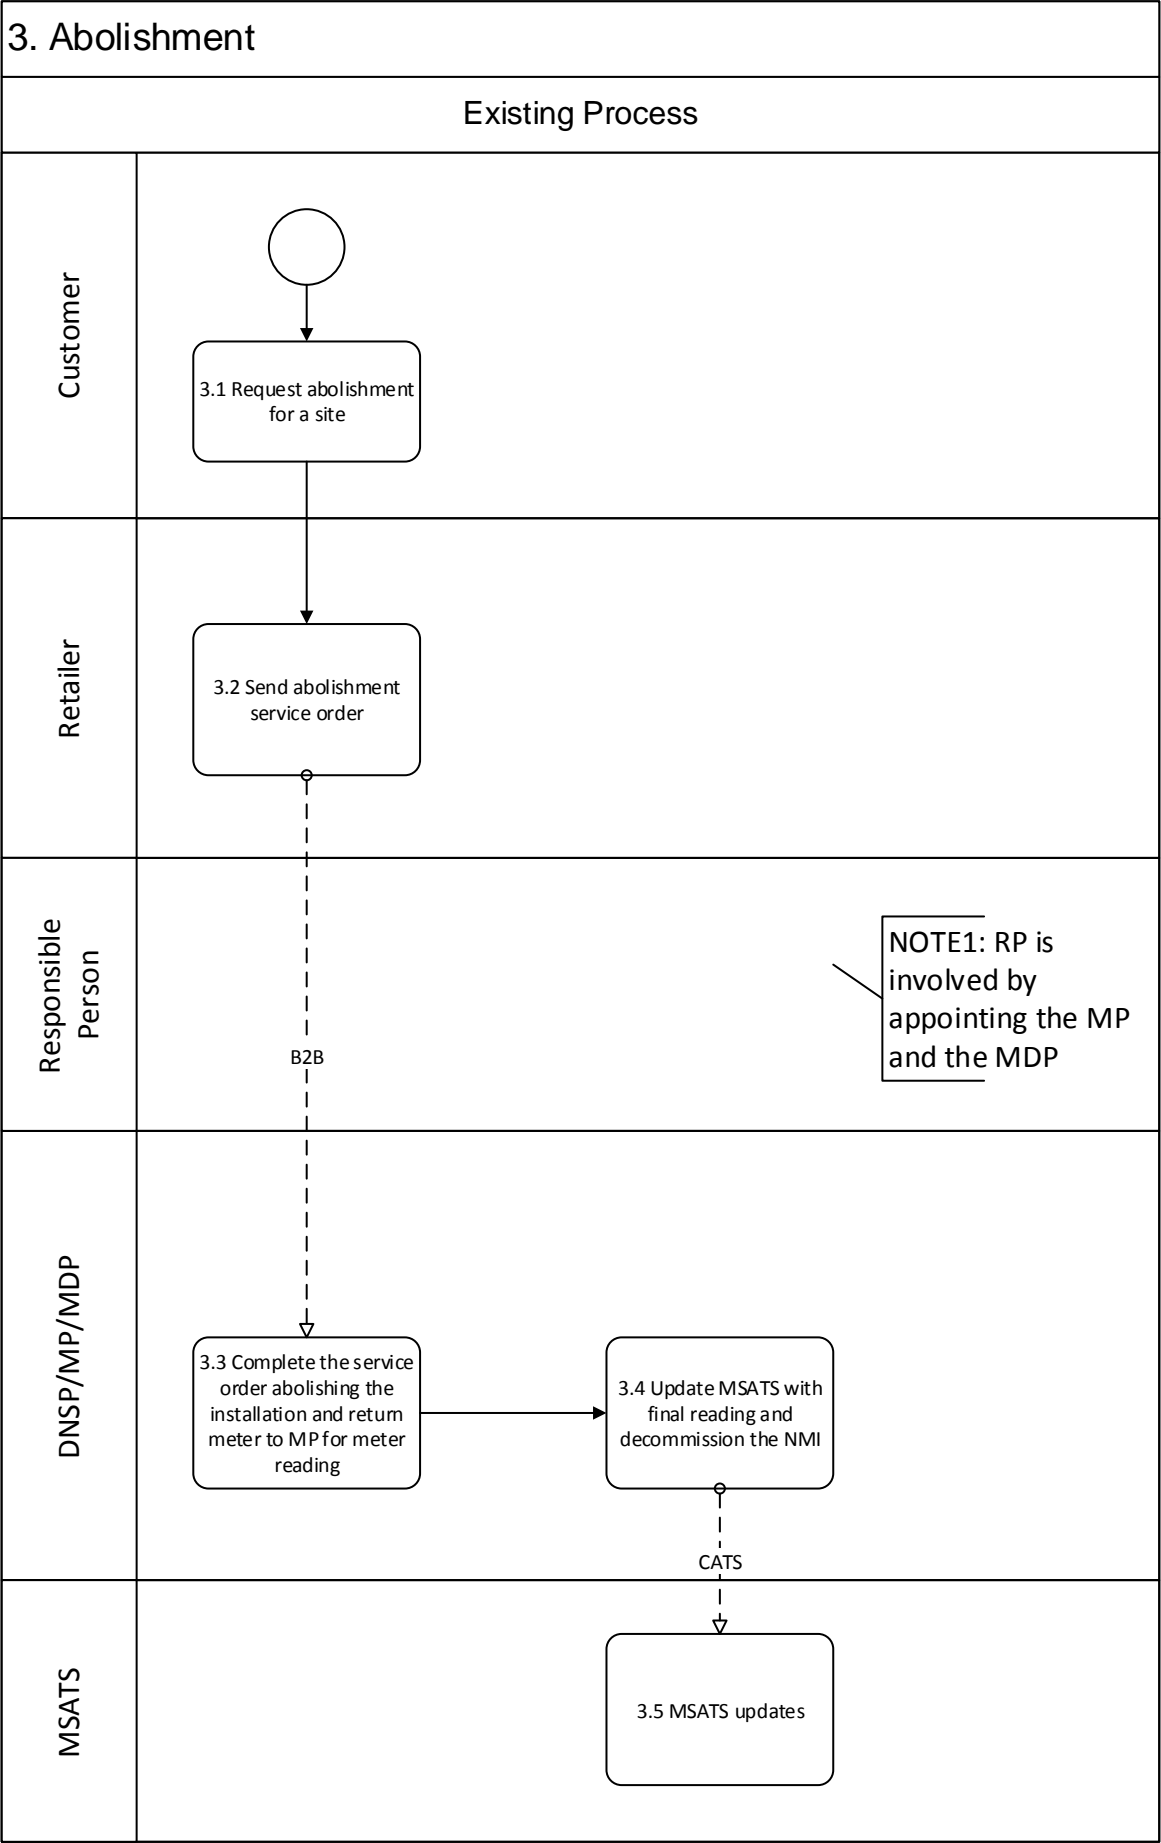 3. Abolishment
Existing Process
Customer
3.1 Request abolishment
for a site
Retailer
3.2 Send abolishment
service order
Responsible
Person
B2B
NOTE1: RP is
involved by
appointing the MP
and the MDP
DNSP/MP/MDP
3.3 Complete the service
order abolishing the
installation and return
meter to MP for meter
reading
3.4 Update MSATS with
final reading and
decommission the NMI
CATS
MSATS
3.5 MSATS updates